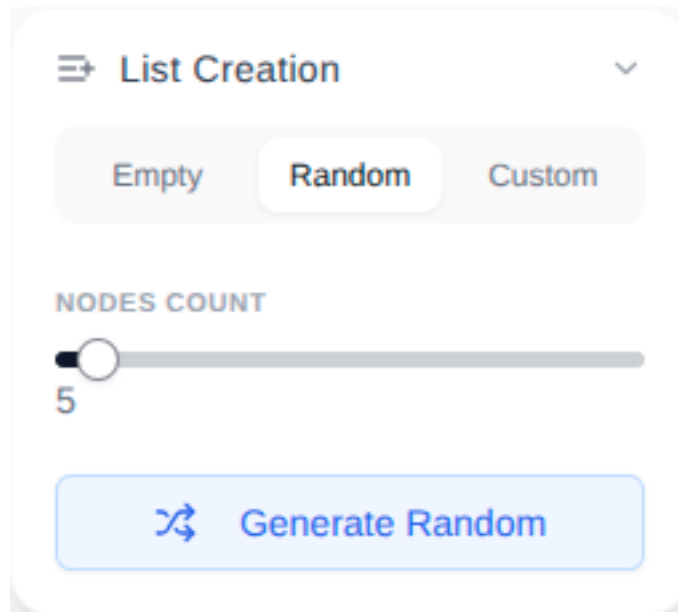 List Creation
Empty Random Custom
NODES COUNT
5
Generate Random